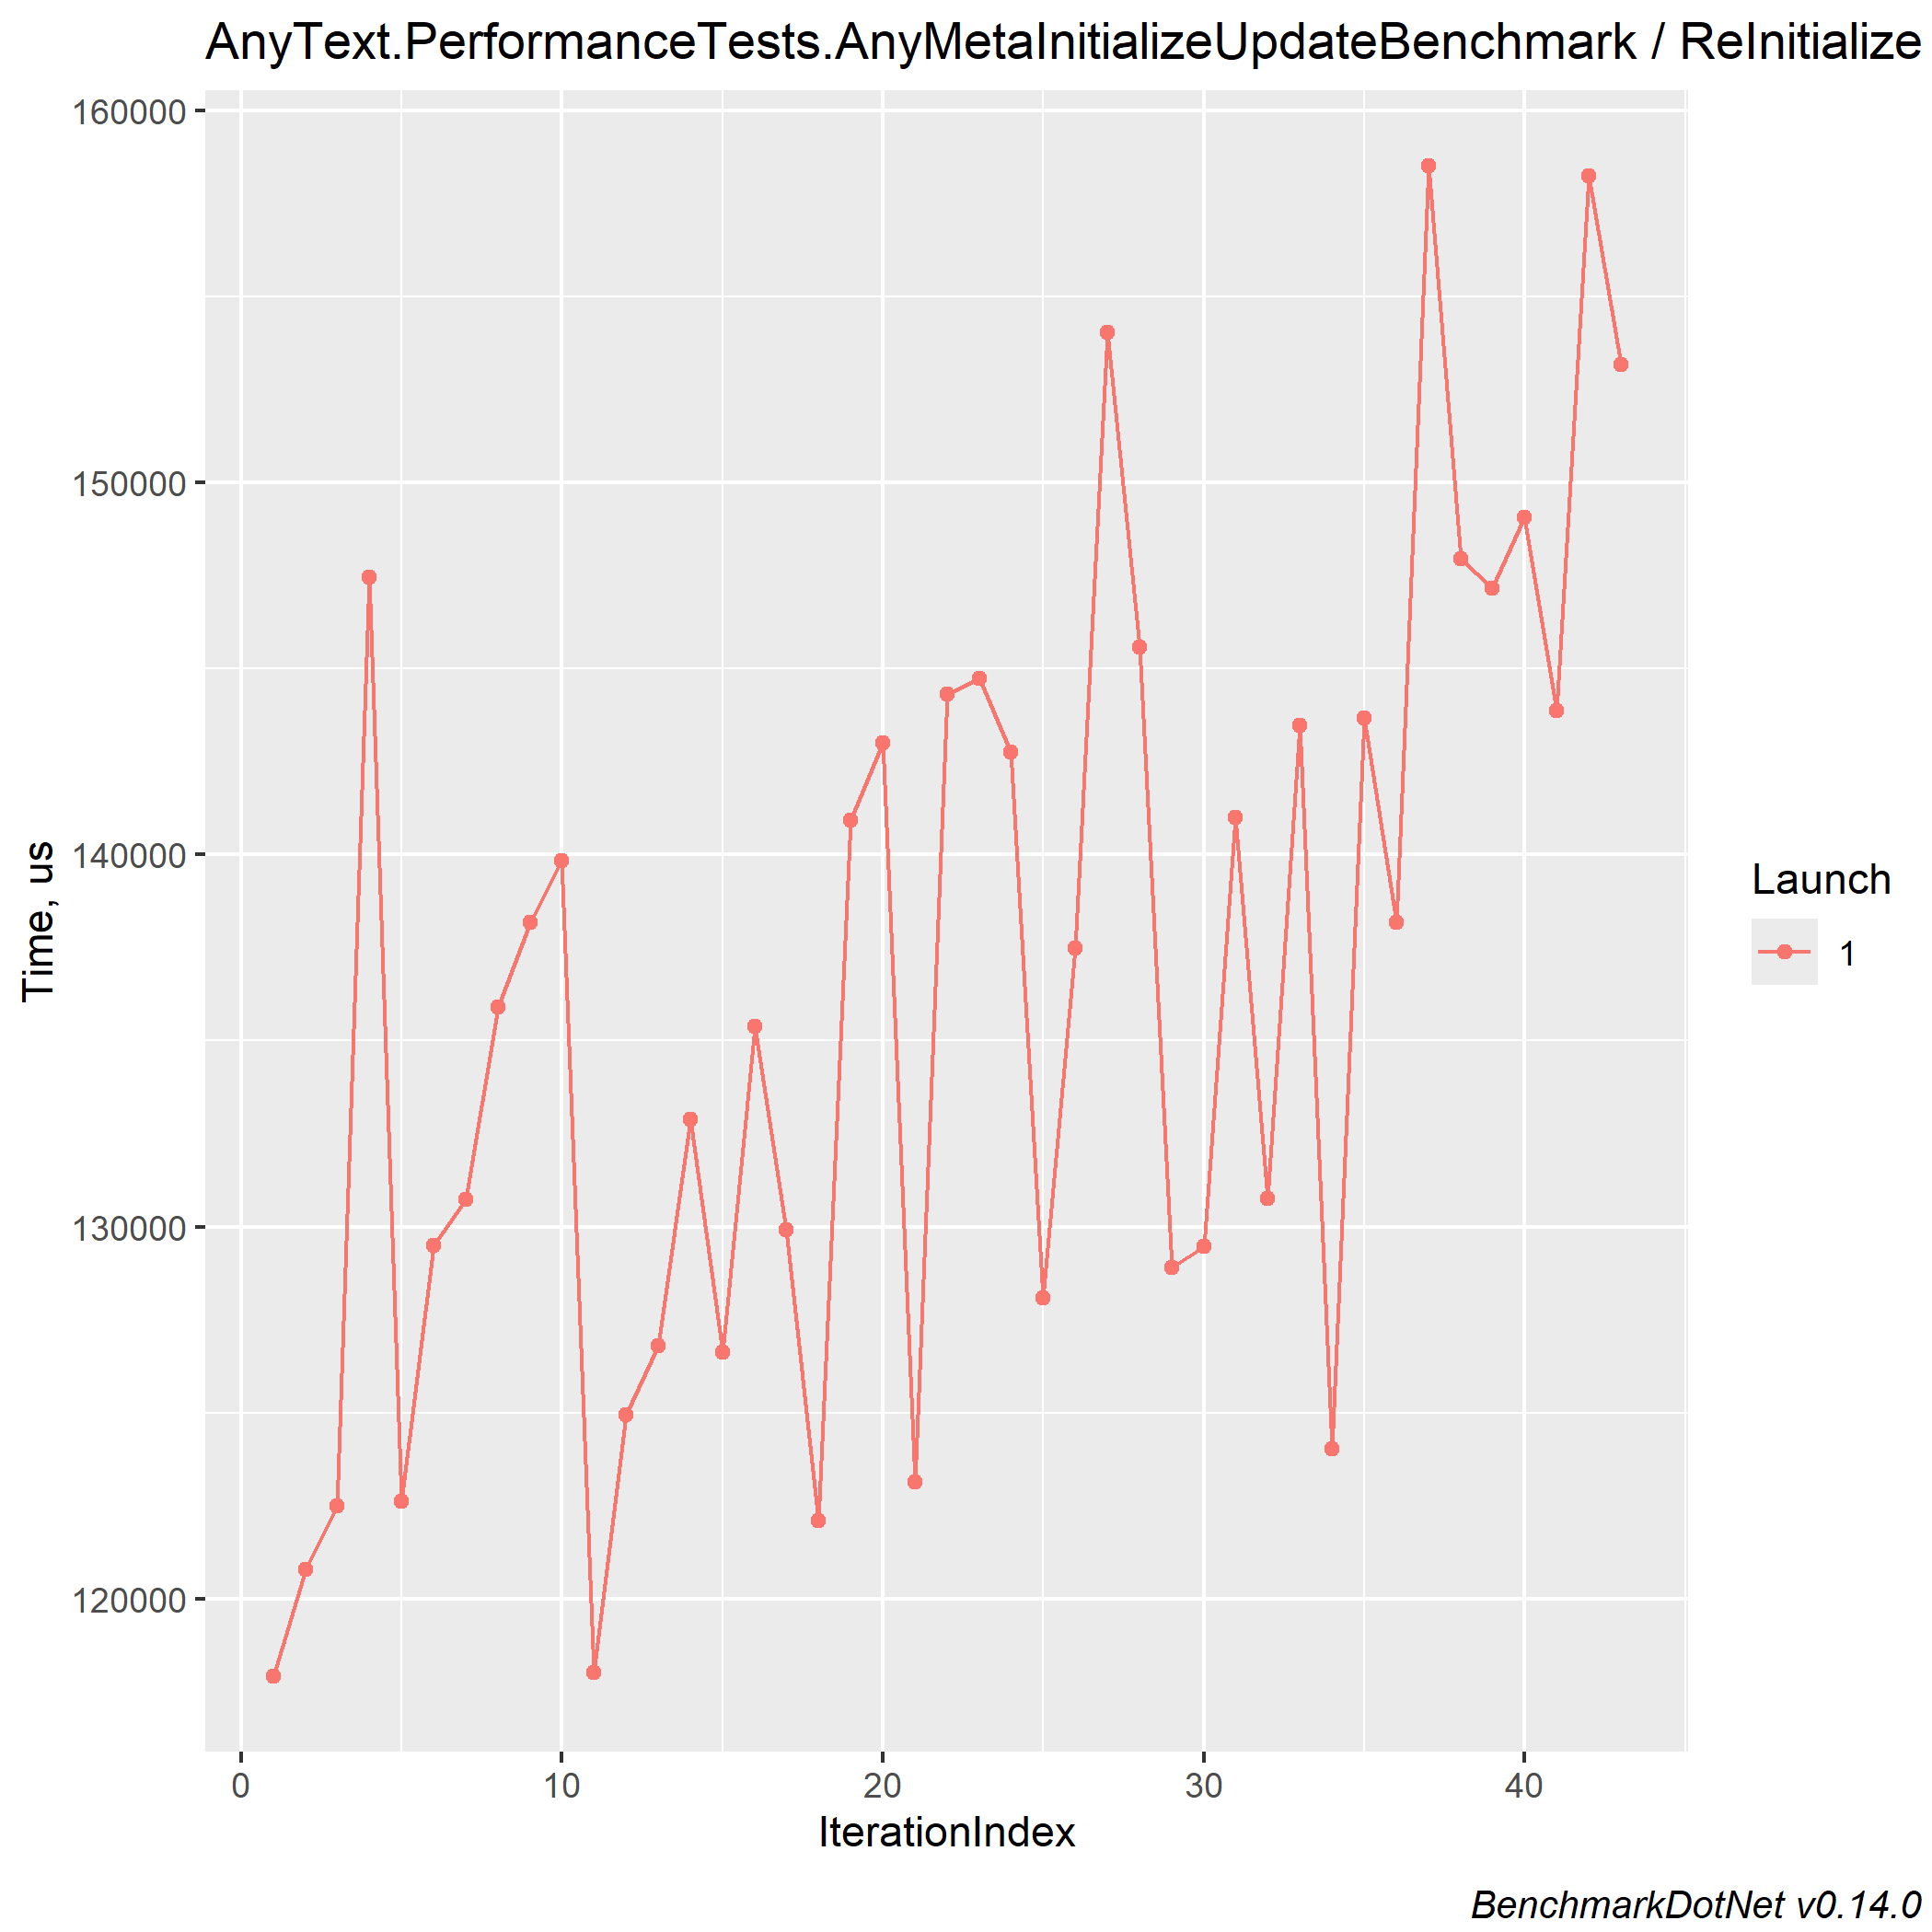 AnyText.PerformanceTests.AnyMetaInitializeUpdateBenchmark / ReInitialize
160000
150000
140000
130000
120000
Time, us
0 10 20 30 40
IterationIndex
Launch
1
BenchmarkDotNet v0.14.0